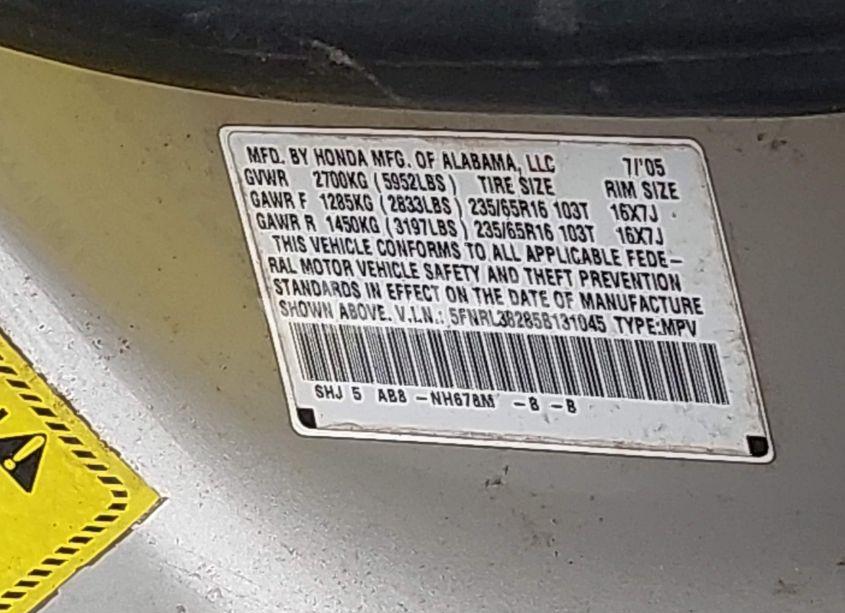 MFD. BY HONDA MFG. OF ALABAMA, LLC 7/'05
GVWR 2700KG (5952LBS) TIRE SIZE RIM SIZE
GAWR F 1285KG (2833LBS) 235/65R16 103T 16X7J
GAWR R 1450KG (3197LBS) 235/65R16 103T 16X7J
THIS VEHICLE CONFORMS TO ALL APPLICABLE FEDE-
RAL MOTOR VEHICLE SAFETY AND THEFT PREVENTION
STANDARDS IN EFFECT ON THE DATE OF MANUFACTURE
SHOWN ABOVE. V.I.N.: 5FNRL38285B131045 TYPE:MPV
SHJ 5 AB8 -NH678M -B -B